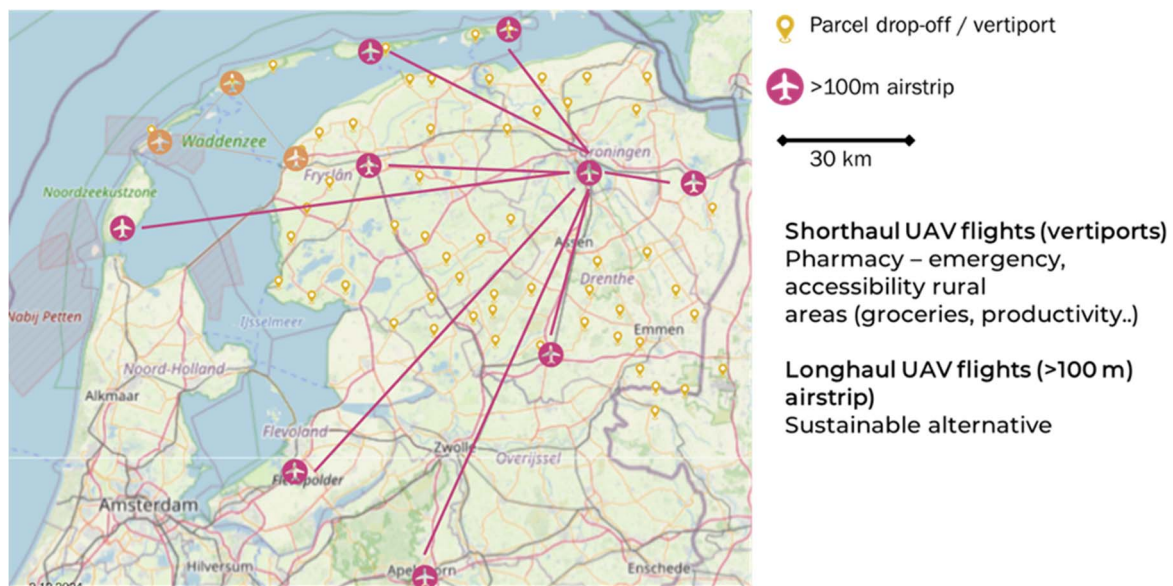 Parcel drop-off / vertiport
>100m airstrip
30 km
Shorthaul UAV flights (vertiports)
Pharmacy – emergency,
accessibility rural
areas (groceries, productivity..)
Longhaul UAV flights (>100 m)
airstrip)
Sustainable alternative
Waddenzee
Groningen
Fryslân
Noordzeekustzone
Assen
Drenthe
Nabij Petten
IJsselmeer
Emmen
Noord-Holland
Alkmaar
Flevoland
Zwolle
Overijssel
Amsterdam
Hilversum
Enschede